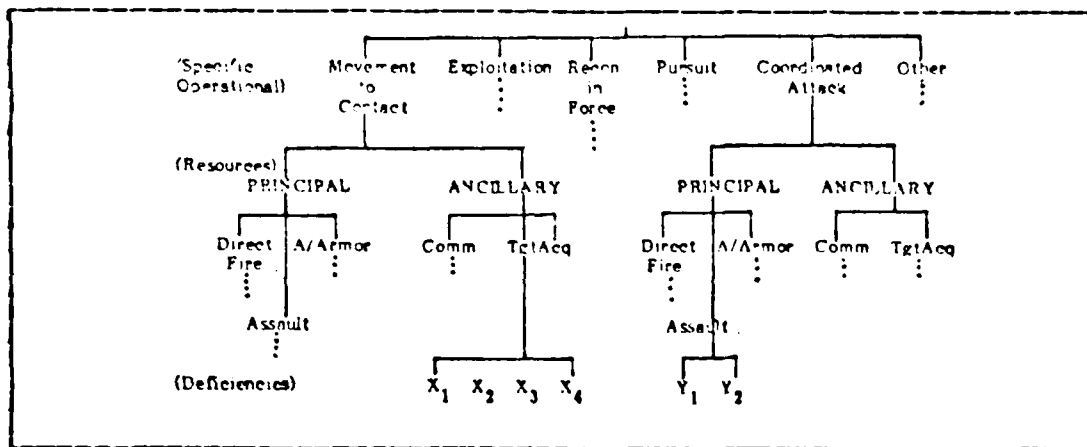 (Specific Operational)
Movement to Contact
Exploitation
Recon in Force
Pursuit
Coordinated Attack
Other
(Resources)
PRINCIPAL
ANCILLARY
PRINCIPAL
ANCILLARY
Direct Fire
A/Armor
Comm
TgtAcq
Direct Fire
A/Armor
Comm
TgtAcq
Assault
Assault
(Deficiencies)
X1 X2 X3 X4
Y1 Y2